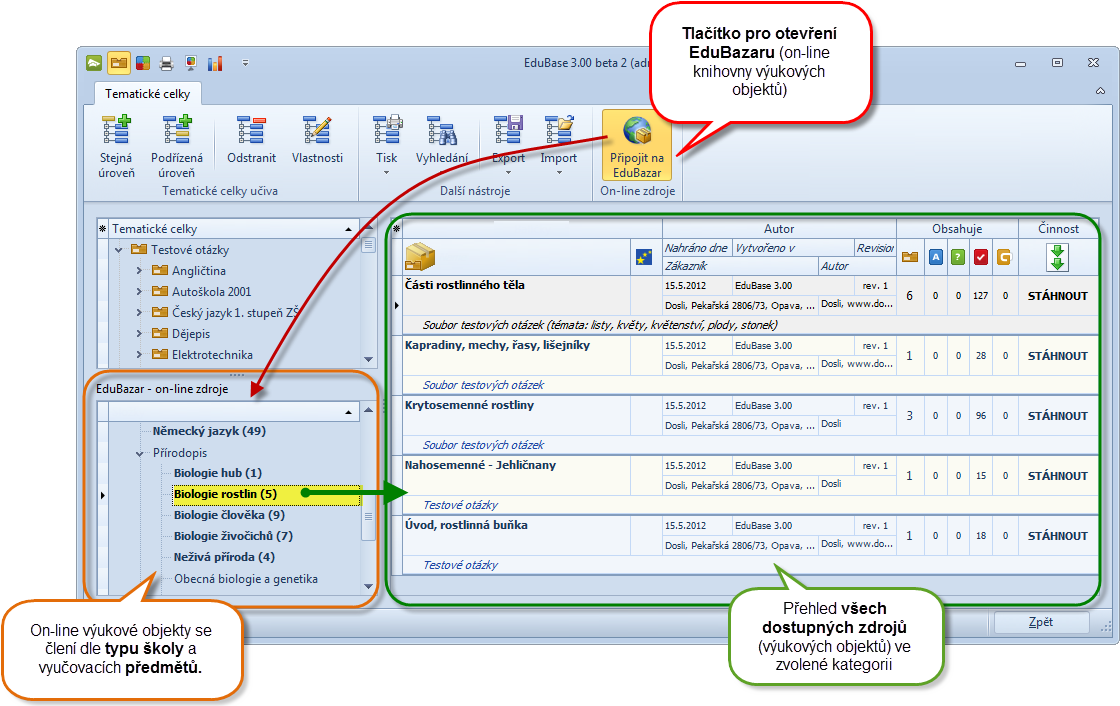 Tlačítko pro otevření
EduBazaru (on-line
knihovny výukových
objektů)
EduBase 3.00 beta 2 (adm
Tematické celky
Stejná
úroveň
Podřízená
úroveň
Odstranit
Vlastnosti
Tisk
Vyhledání
Export
Import
Připojit na
EduBazar
Tematické celky učiva
Další nástroje
On-line zdroje
Tematické celky
Testové otázky
Angličtina
Autoškola 2001
Český jazyk 1. stupeň ZŠ
Dějepis
Elektrotechnika
EduBazar - on-line zdroje
Německý jazyk (49)
Přírodopis
Biologie hub (1)
Biologie rostlin (5)
Biologie člověka (9)
Biologie živočichů (7)
Neživá příroda (4)
Obecná biologie a genetika
Autor
Obsahuje
Činnost
Nahráno dne
Vytvořeno v
Revision
Zákazník
Autor
A
?
G
Části rostlinného těla
15.5.2012
EduBase 3.00
rev. 1
Dosli, Pekařská 2806/73, Opava, ...
Dosli, www.do...
6
0
0
127
0
STÁHNOUT
Soubor testových otázek (témata: listy, květy, květenství, plody, stonek)
Kapradiny, mechy, řasy, lišejníky
15.5.2012
EduBase 3.00
rev. 1
Dosli, Pekařská 2806/73, Opava, ...
Dosli, www.do...
1
0
0
28
0
STÁHNOUT
Soubor testových otázek
Krytosemenné rostliny
15.5.2012
EduBase 3.00
rev. 1
Dosli, Pekařská 2806/73, Opava, ...
Dosli
3
0
0
96
0
STÁHNOUT
Soubor testových otázek
Nahosemenné - Jehličnany
15.5.2012
EduBase 3.00
rev. 1
Dosli, Pekařská 2806/73, Opava, ...
Dosli
1
0
0
15
0
STÁHNOUT
Testové otázky
Úvod, rostlinná buňka
15.5.2012
EduBase 3.00
rev. 1
Dosli, Pekařská 2806/73, Opava, ...
Dosli, www.do...
1
0
0
18
0
STÁHNOUT
Testové otázky
On-line výukové objekty se
člení dle typu školy a
vyučovacích předmětů.
Přehled všech
dostupných zdrojů
(výukových objektů) ve
zvolené kategorii
Zpět